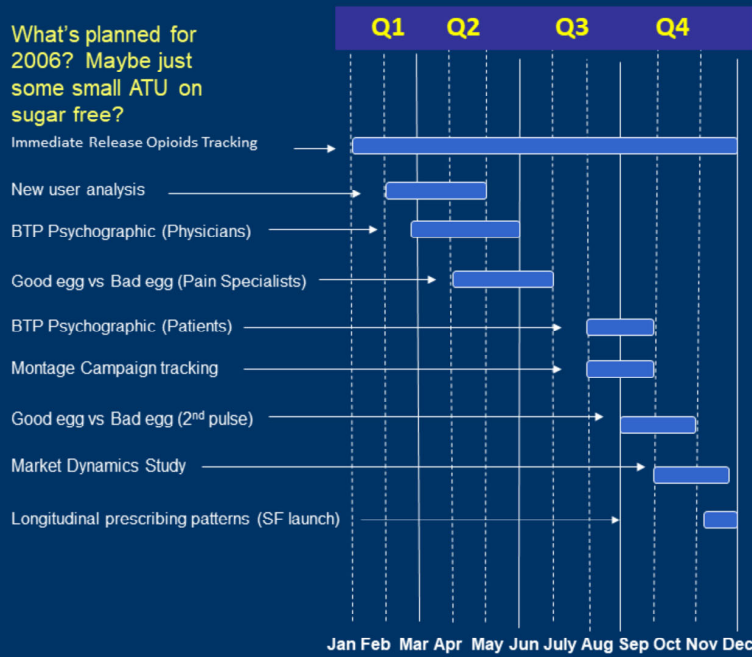 What's planned for
2006? Maybe just
some small ATU on
sugar free?
Q1 Q2 Q3 Q4
Immediate Release Opioids Tracking
New user analysis
BTP Psychographic (Physicians)
Good egg vs Bad egg (Pain Specialists)
BTP Psychographic (Patients)
Montage Campaign tracking
Good egg vs Bad egg (2nd pulse)
Market Dynamics Study
Longitudinal prescribing patterns (SF launch)
Jan Feb Mar Apr May Jun July Aug Sep Oct Nov Dec